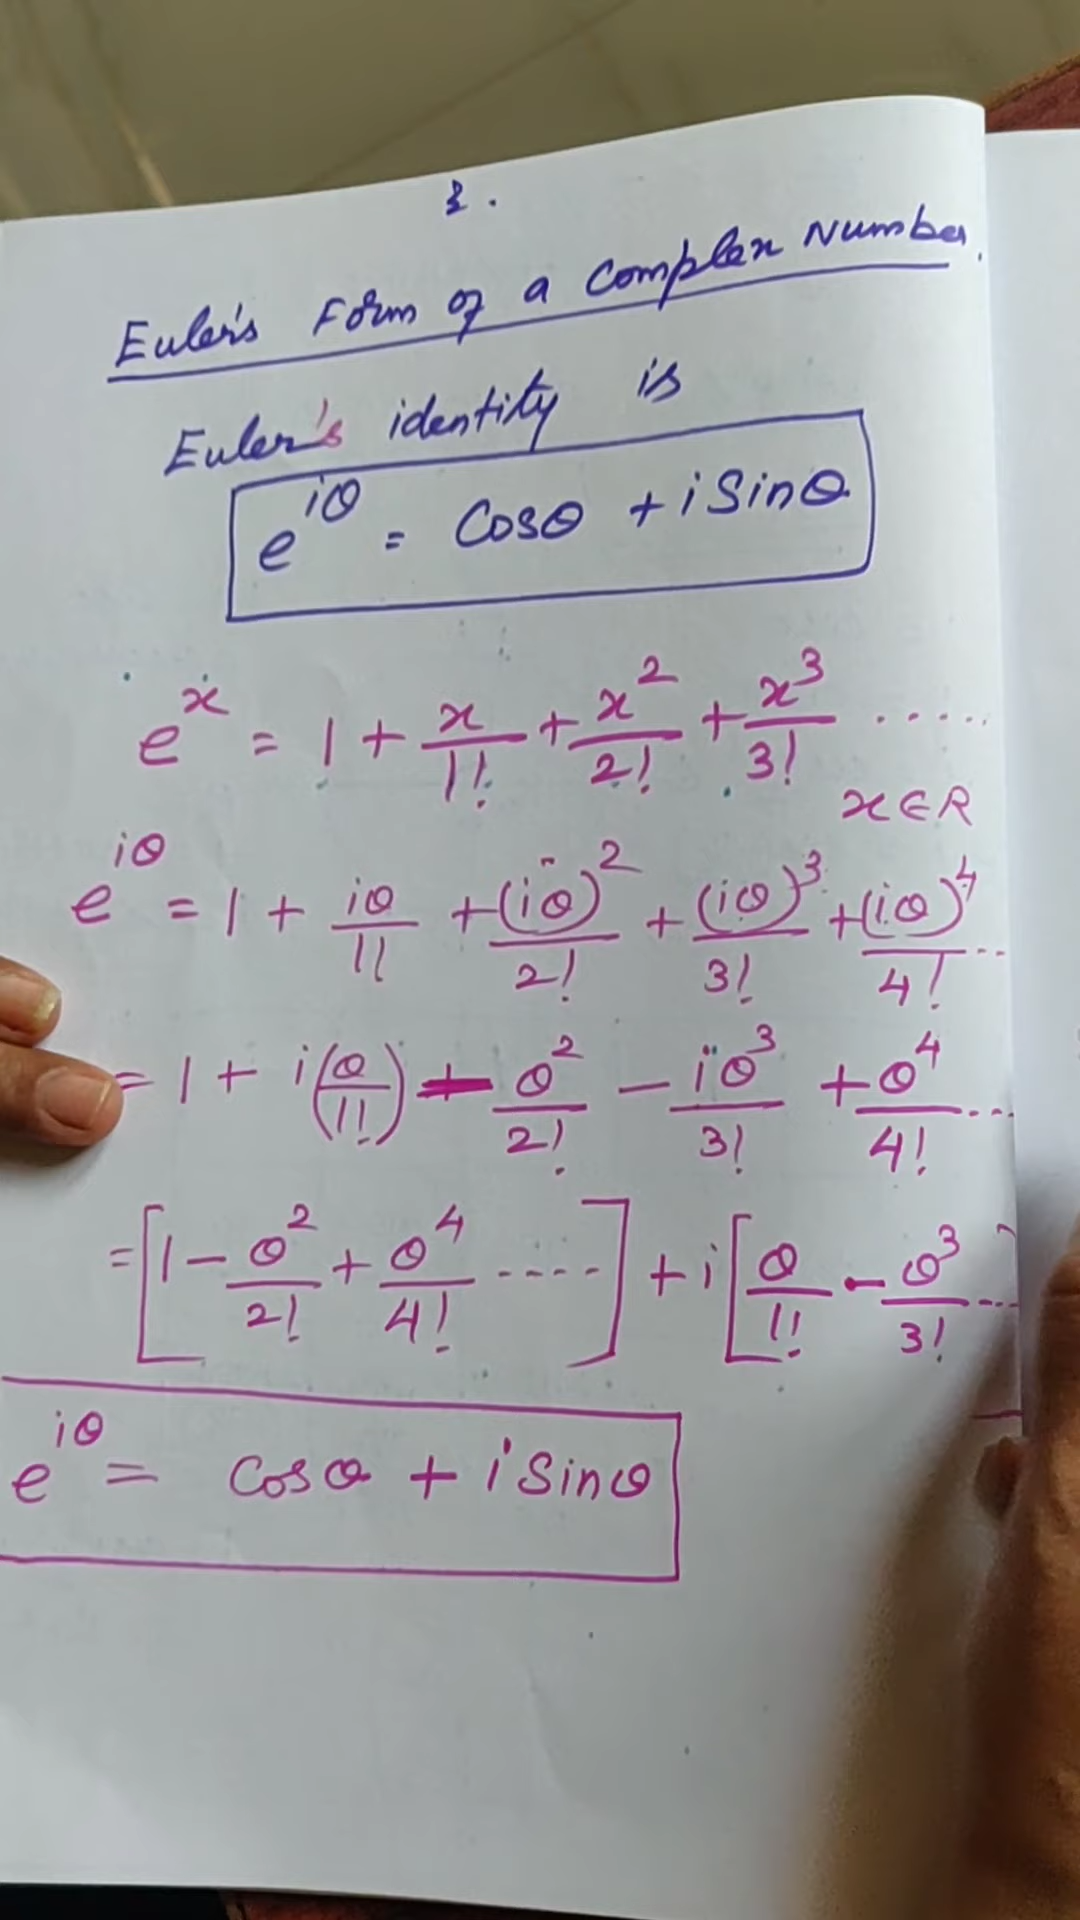 3.
Euler's Form of a Complex Number.
Euler's identity is
e^{iθ} = Cosθ + i Sinθ
e^x = 1 + x/1! + x^2/2! + x^3/3! .....
x ∈ R
e^{iθ} = 1 + iθ/1! + (iθ)^2/2! + (iθ)^3/3! + (iθ)^4/4! ...
= 1 + i(θ/1!) - θ^2/2! - iθ^3/3! + θ^4/4! ...
= [1 - θ^2/2! + θ^4/4! ....] + i[θ/1! - θ^3/3! ...
e^{iθ} = Cosθ + i Sinθ